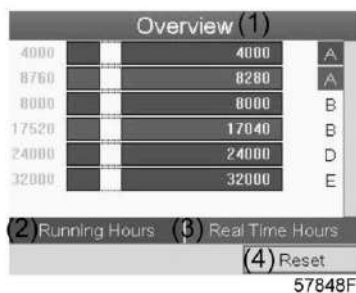 Overview (1)
4000 4000 A
8760 8280 A
8000 8000 B
17520 17040 B
24000 24000 D
32000 32000 E
(2) Running Hours (3) Real Time Hours
(4) Reset
57848F